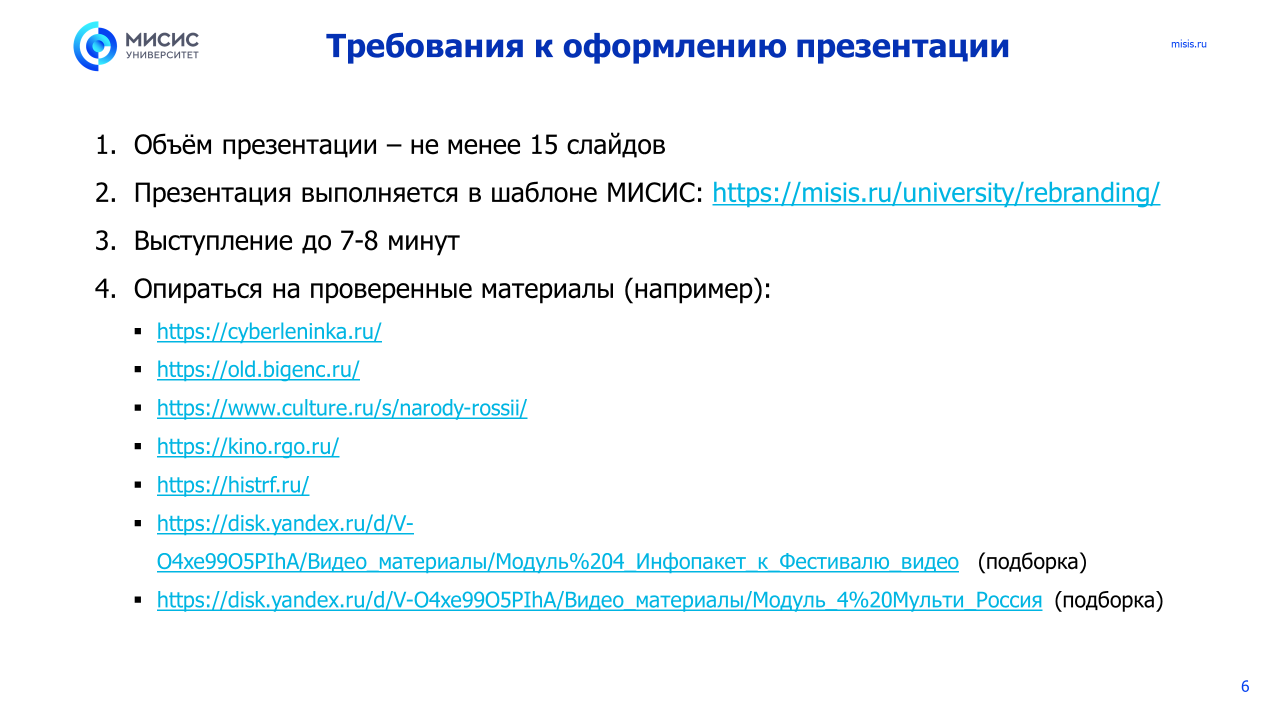 МИСИС
УНИВЕРСИТЕТ
Требования к оформлению презентации
misis.ru
1. Объём презентации – не менее 15 слайдов
2. Презентация выполняется в шаблоне МИСИС: https://misis.ru/university/rebranding/
3. Выступление до 7-8 минут
4. Опираться на проверенные материалы (например):
▪ https://cyberleninka.ru/
▪ https://old.bigenc.ru/
▪ https://www.culture.ru/s/narody-rossii/
▪ https://kino.rgo.ru/
▪ https://histrf.ru/
▪ https://disk.yandex.ru/d/V-
O4xe99O5PIhA/Видео_материалы/Модуль%204_Инфопакет_к_Фестивалю_видео (подборка)
▪ https://disk.yandex.ru/d/V-O4xe99O5PIhA/Видео_материалы/Модуль_4%20Мульти_Россия (подборка)
6